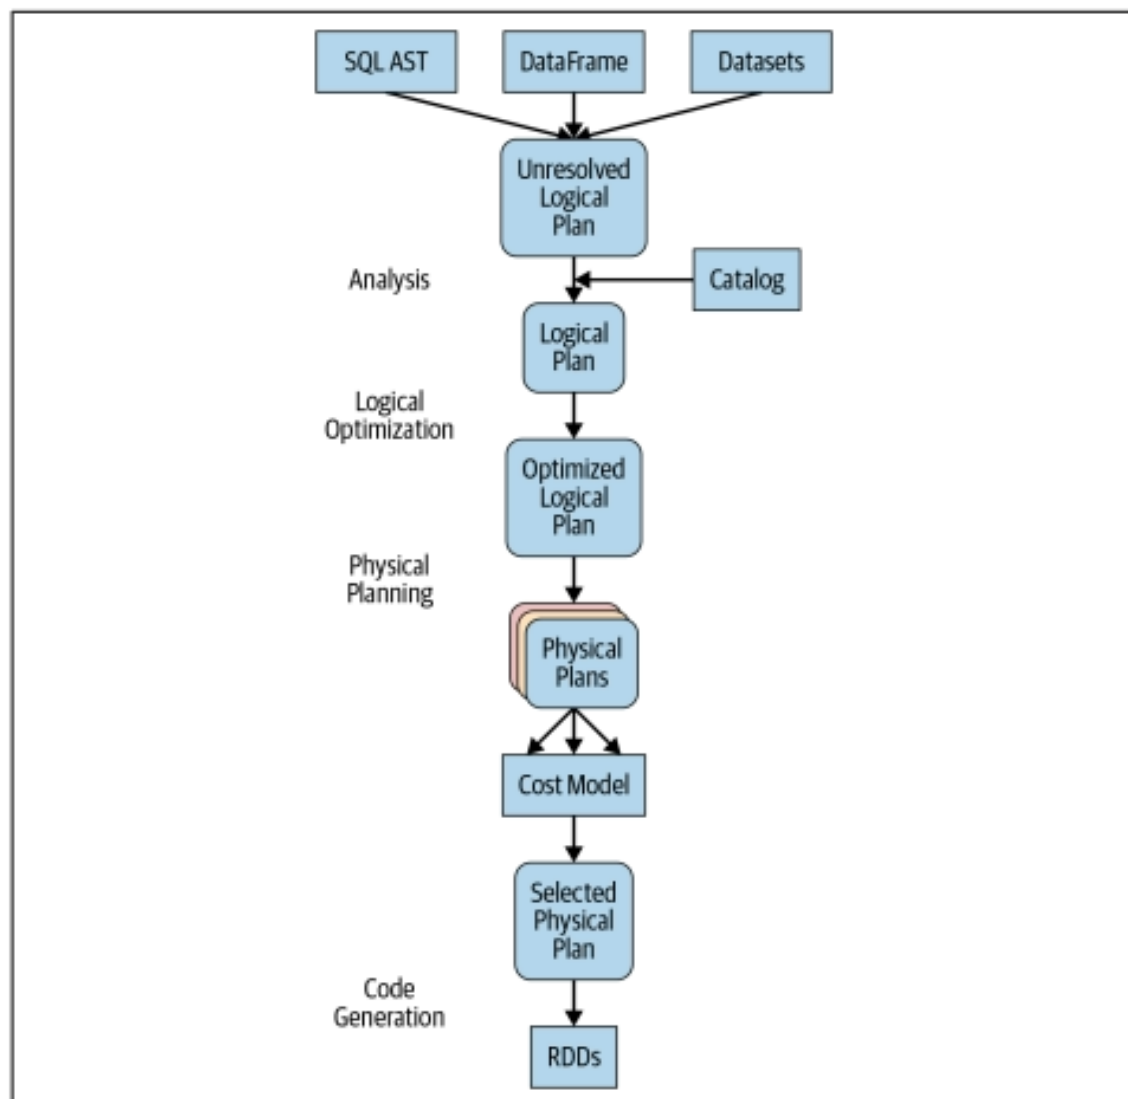 SQL AST
DataFrame
Datasets
Unresolved
Logical
Plan
Analysis
Catalog
Logical
Plan
Logical
Optimization
Optimized
Logical
Plan
Physical
Planning
Physical
Plans
Cost Model
Selected
Physical
Plan
Code
Generation
RDDs